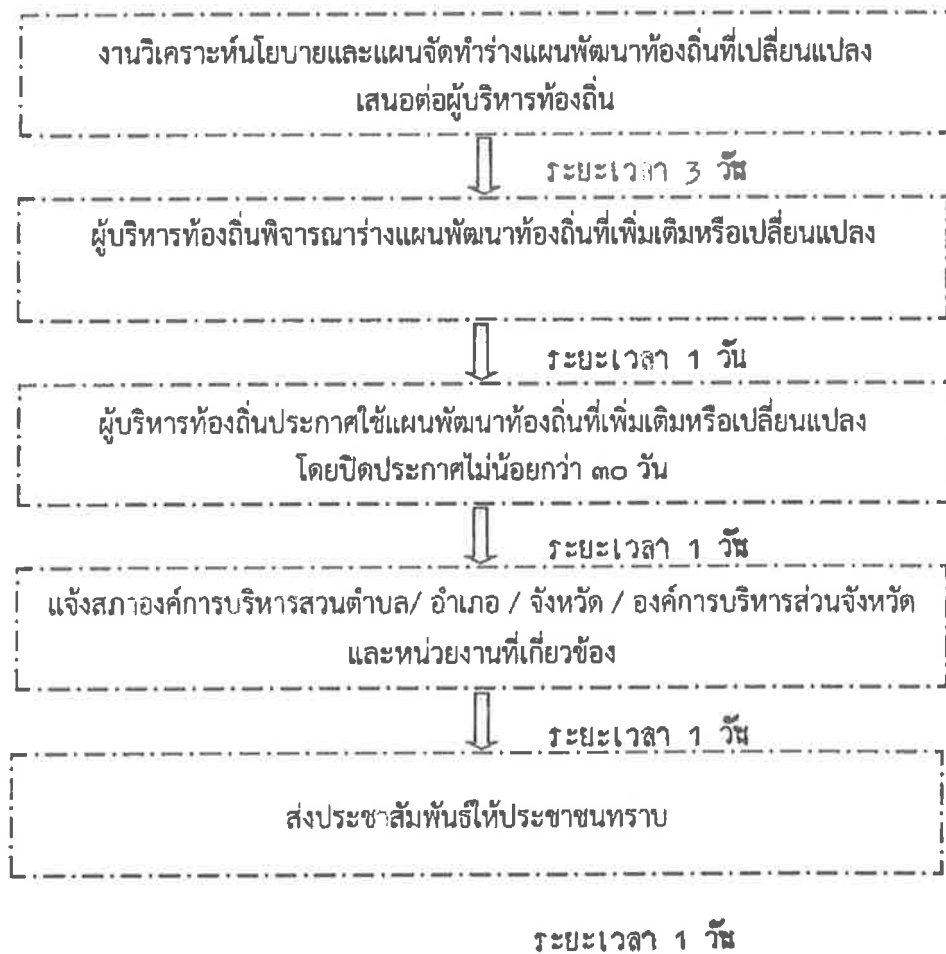 งานวิเคราะห์นโยบายและแผนจัดทำร่างแผนพัฒนาท้องถิ่นที่เปลี่ยนแปลง
เสนอต่อผู้บริหารท้องถิ่น
ระยะเวลา 3 วัน
ผู้บริหารท้องถิ่นพิจารณาร่างแผนพัฒนาท้องถิ่นที่เพิ่มเติมหรือเปลี่ยนแปลง
ระยะเวลา 1 วัน
ผู้บริหารท้องถิ่นประกาศใช้แผนพัฒนาท้องถิ่นที่เพิ่มเติมหรือเปลี่ยนแปลง
โดยปิดประกาศไม่น้อยกว่า ๓๐ วัน
ระยะเวลา 1 วัน
แจ้งสภาองค์การบริหารสวนตำบล/ อำเภอ / จังหวัด / องค์การบริหารส่วนจังหวัด
และหน่วยงานที่เกี่ยวข้อง
ระยะเวลา 1 วัน
ส่งประชาสัมพันธ์ให้ประชาชนทราบ
ระยะเวลา 1 วัน